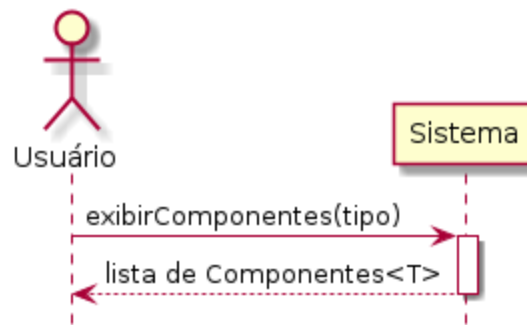 Usuário
Sistema
exibirComponentes(tipo)
lista de Componentes<T>